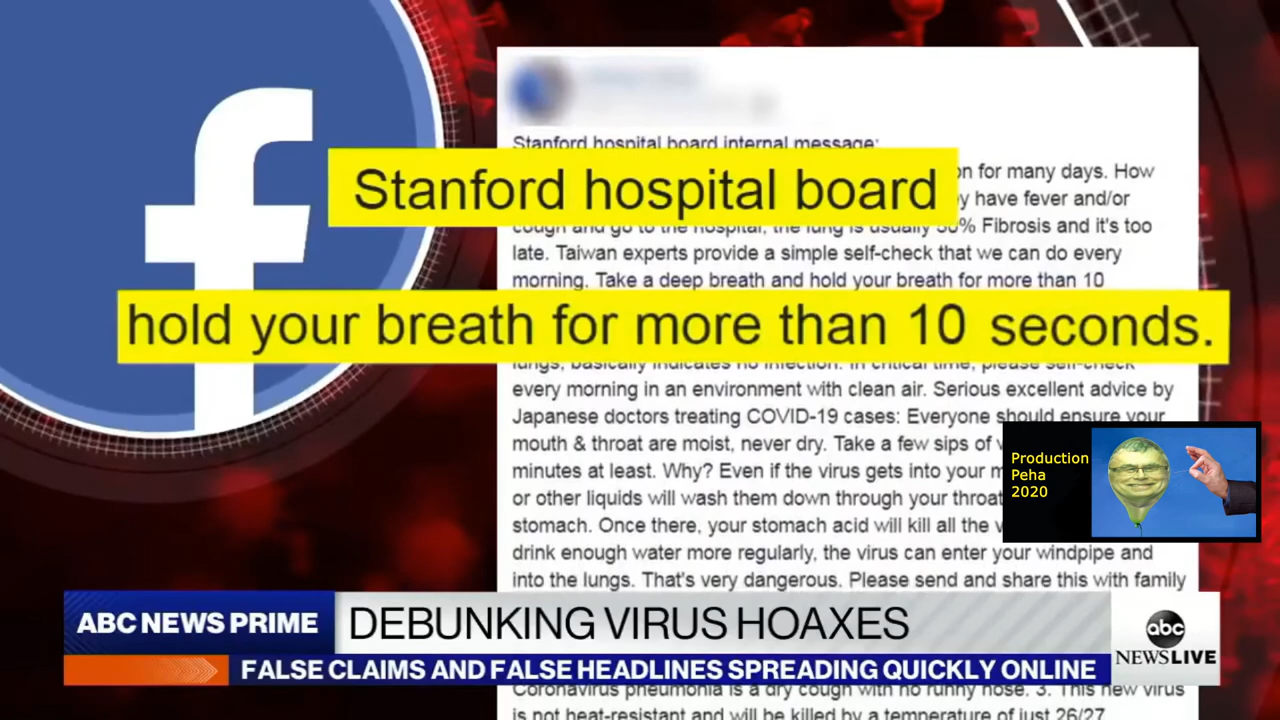 Stanford hospital board internal message:
on for many days. How
Stanford hospital board
y have fever and/or
cough and go to the hospital, the lung is usually 50% Fibrosis and it's too
late. Taiwan experts provide a simple self-check that we can do every
morning. Take a deep breath and hold your breath for more than 10
hold your breath for more than 10 seconds.
lungs, basically indicates no infection. In critical time, please self-check
every morning in an environment with clean air. Serious excellent advice by
Japanese doctors treating COVID-19 cases: Everyone should ensure your
mouth & throat are moist, never dry. Take a few sips of
minutes at least. Why? Even if the virus gets into your
or other liquids will wash them down through your throat
stomach. Once there, your stomach acid will kill all the
drink enough water more regularly, the virus can enter your windpipe and
into the lungs. That's very dangerous. Please send and share this with family
Production
Peha
2020
ABC NEWS PRIME
DEBUNKING VIRUS HOAXES
FALSE CLAIMS AND FALSE HEADLINES SPREADING QUICKLY ONLINE
abc
NEWSLIVE
Coronavirus pneumonia is a dry cough with no runny nose. 3. This new virus
is not heat-resistant and will be killed by a temperature of just 26/27